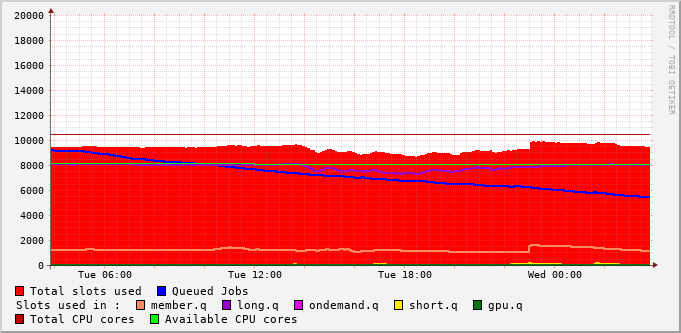 RRDTOOL / TOBI OETIKER
20000
18000
16000
14000
12000
10000
8000
6000
4000
2000
0
Tue 06:00 Tue 12:00 Tue 18:00 Wed 00:00
Total slots used Queued Jobs
Slots used in : member.q long.q ondemand.q short.q gpu.q
Total CPU cores Available CPU cores